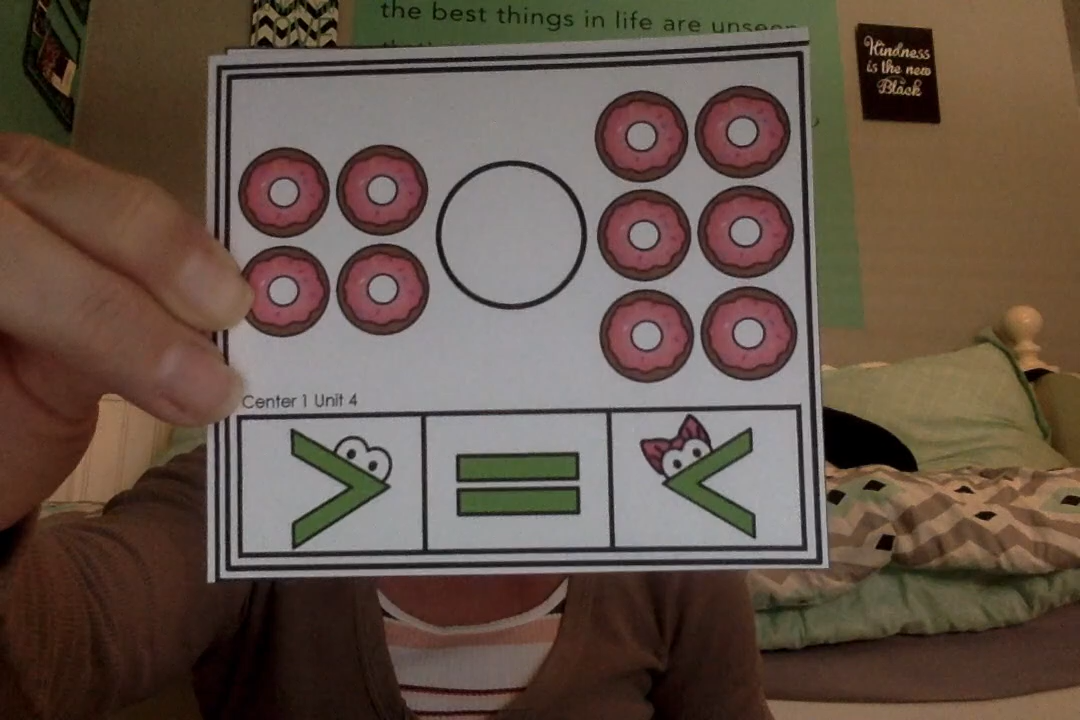 the best things in life are unseen
Kindness
is the new
Black
Center 1 Unit 4
> = <